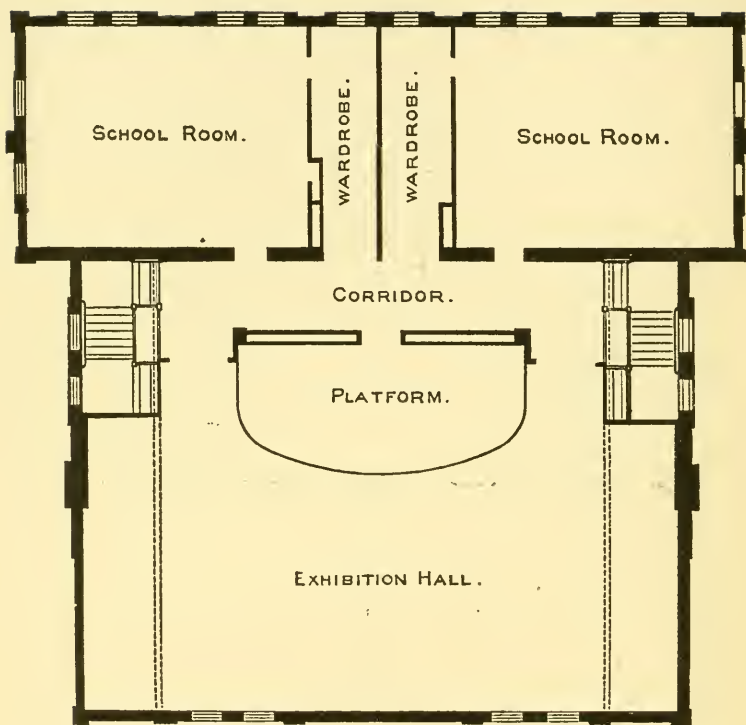 SCHOOL ROOM.
WARDROBE.
WARDROBE.
SCHOOL ROOM.
CORRIDOR.
PLATFORM.
EXHIBITION HALL.